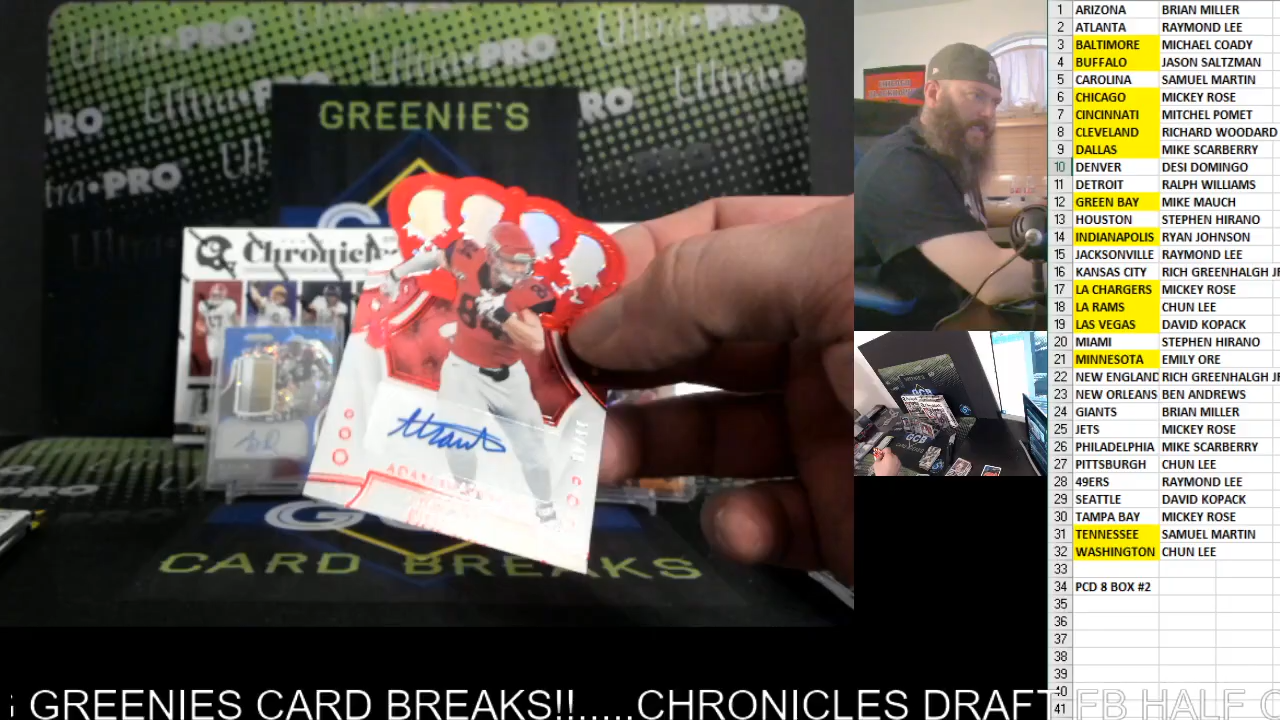 Ultra•PRO
GREENIE'S
Chronicles
ADAM
CARD BREAKS
1 ARIZONA BRIAN MILLER
2 ATLANTA RAYMOND LEE
3 BALTIMORE MICHAEL COADY
4 BUFFALO JASON SALTZMAN
5 CAROLINA SAMUEL MARTIN
6 CHICAGO MICKEY ROSE
7 CINCINNATI MITCHEL POMET
8 CLEVELAND RICHARD WOODARD
9 DALLAS MIKE SCARBERRY
10 DENVER DESI DOMINGO
11 DETROIT RALPH WILLIAMS
12 GREEN BAY MIKE MAUCH
13 HOUSTON STEPHEN HIRANO
14 INDIANAPOLIS RYAN JOHNSON
15 JACKSONVILLE RAYMOND LEE
16 KANSAS CITY RICH GREENHALGH JR
17 LA CHARGERS MICKEY ROSE
18 LA RAMS CHUN LEE
19 LAS VEGAS DAVID KOPACK
20 MIAMI STEPHEN HIRANO
21 MINNESOTA EMILY ORE
22 NEW ENGLAND RICH GREENHALGH JR
23 NEW ORLEANS BEN ANDREWS
24 GIANTS BRIAN MILLER
25 JETS MICKEY ROSE
26 PHILADELPHIA MIKE SCARBERRY
27 PITTSBURGH CHUN LEE
28 49ERS RAYMOND LEE
29 SEATTLE DAVID KOPACK
30 TAMPA BAY MICKEY ROSE
31 TENNESSEE SAMUEL MARTIN
32 WASHINGTON CHUN LEE
33
34 PCD 8 BOX #2
35
36
37
38
39
40
41
GREENIES CARD BREAKS!!.....CHRONICLES DRAFT FB HALF